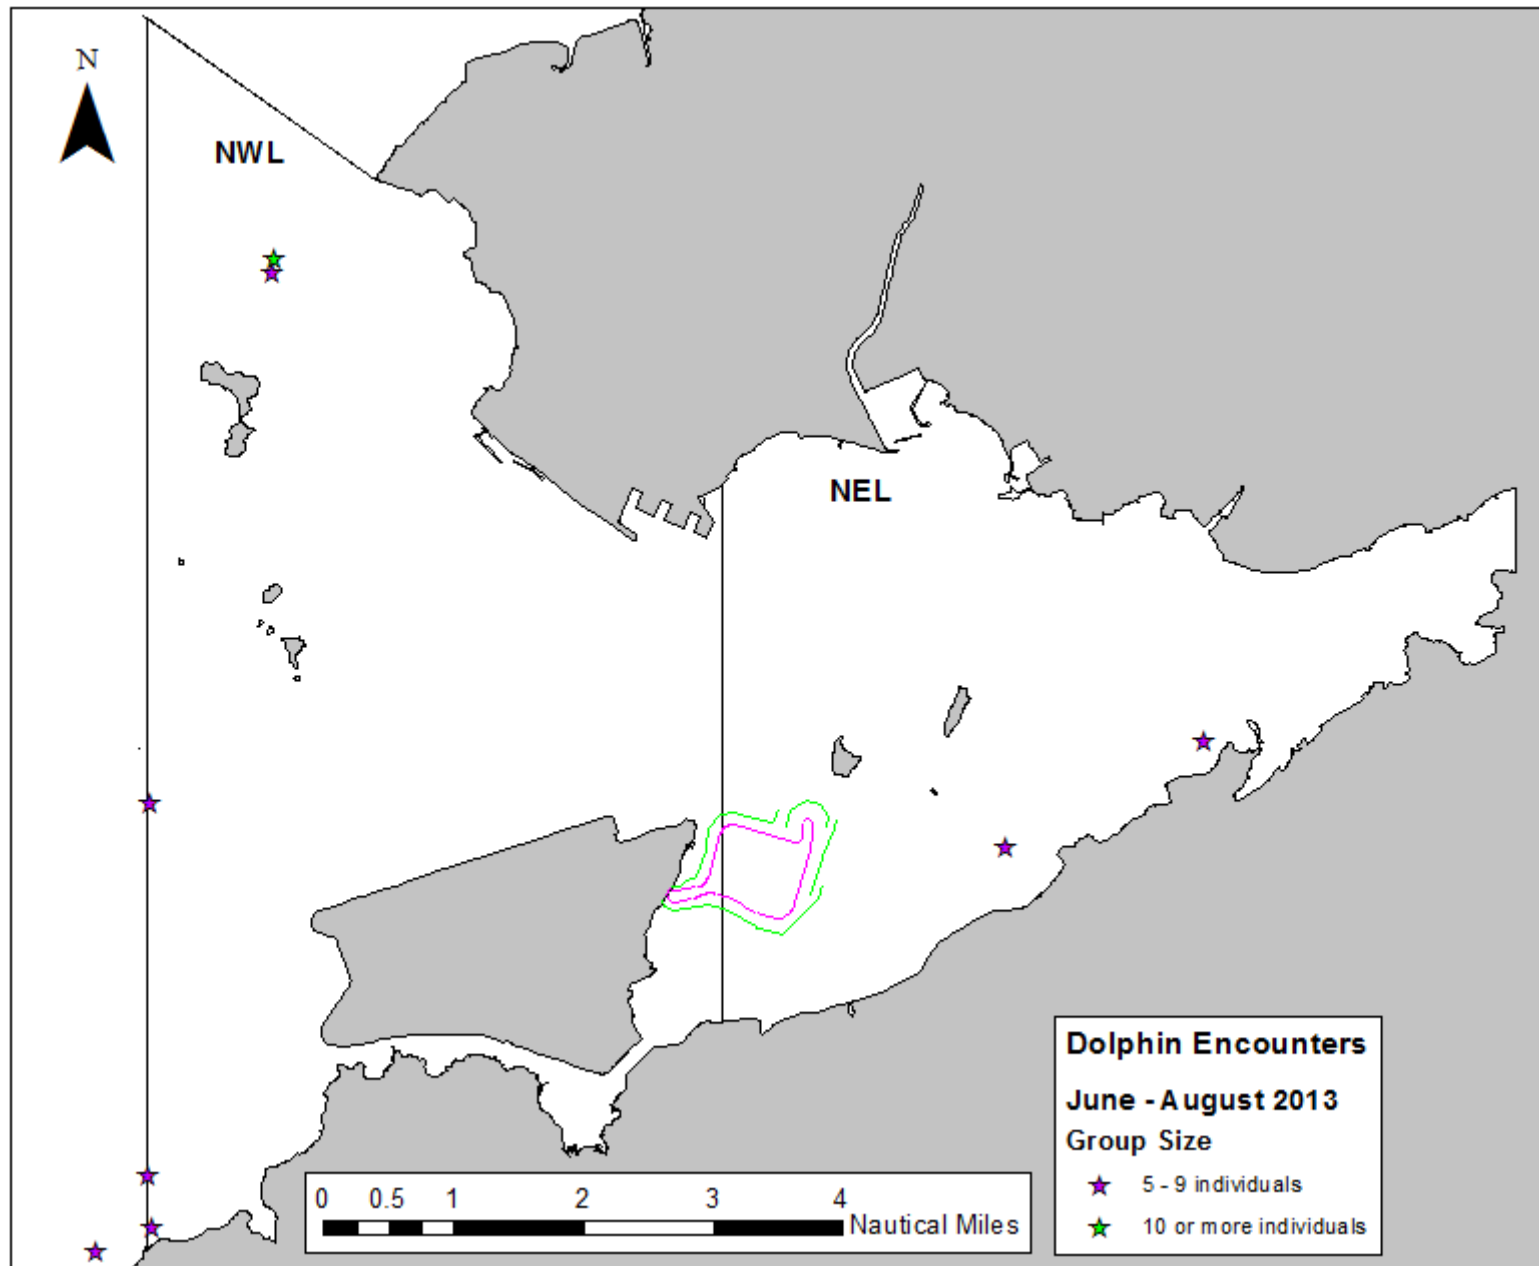 N
NWL
NEL
Dolphin Encounters
June - August 2013
Group Size
5 - 9 individuals
10 or more individuals
0 0.5 1 2 3 4
Nautical Miles